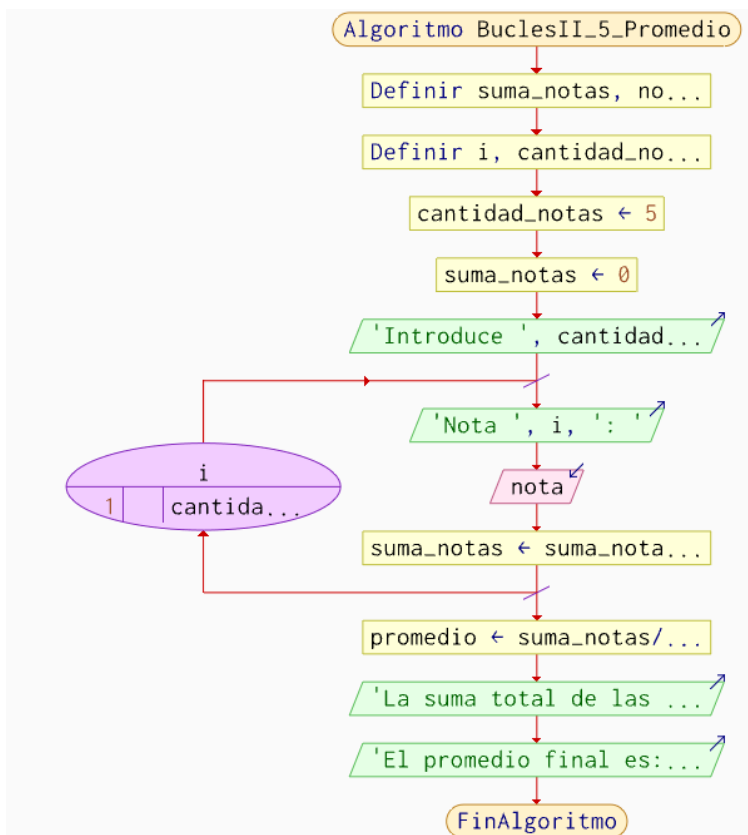 Algoritmo BuclesII_5_Promedio
Definir suma_notas, no...
Definir i, cantidad_no...
cantidad_notas ← 5
suma_notas ← 0
'Introduce ', cantidad...
'Nota ', i, ': '
i
1 cantida...
nota
suma_notas ← suma_nota...
promedio ← suma_notas/...
'La suma total de las ...
'El promedio final es:...
FinAlgoritmo